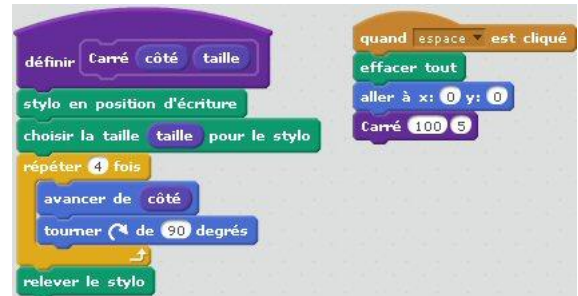 définir Carré côté taille
stylo en position d'écriture
choisir la taille taille pour le stylo
répéter 4 fois
avancer de côté
tourner de 90 degrés
relever le stylo
quand espace est cliqué
effacer tout
aller à x: 0 y: 0
Carré 100 5